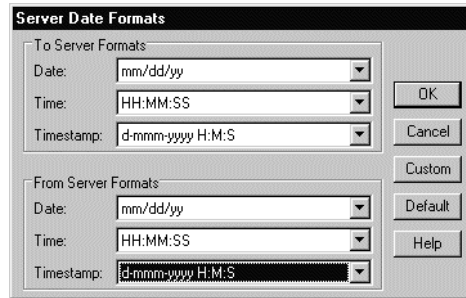 Server Date Formats
To Server Formats
Date: mm/dd/yy
Time: HH:MM:SS
Timestamp: d-mmm-yyyy H:M:S
From Server Formats
Date: mm/dd/yy
Time: HH:MM:SS
Timestamp: d-mmm-yyyy H:M:S
OK
Cancel
Custom
Default
Help